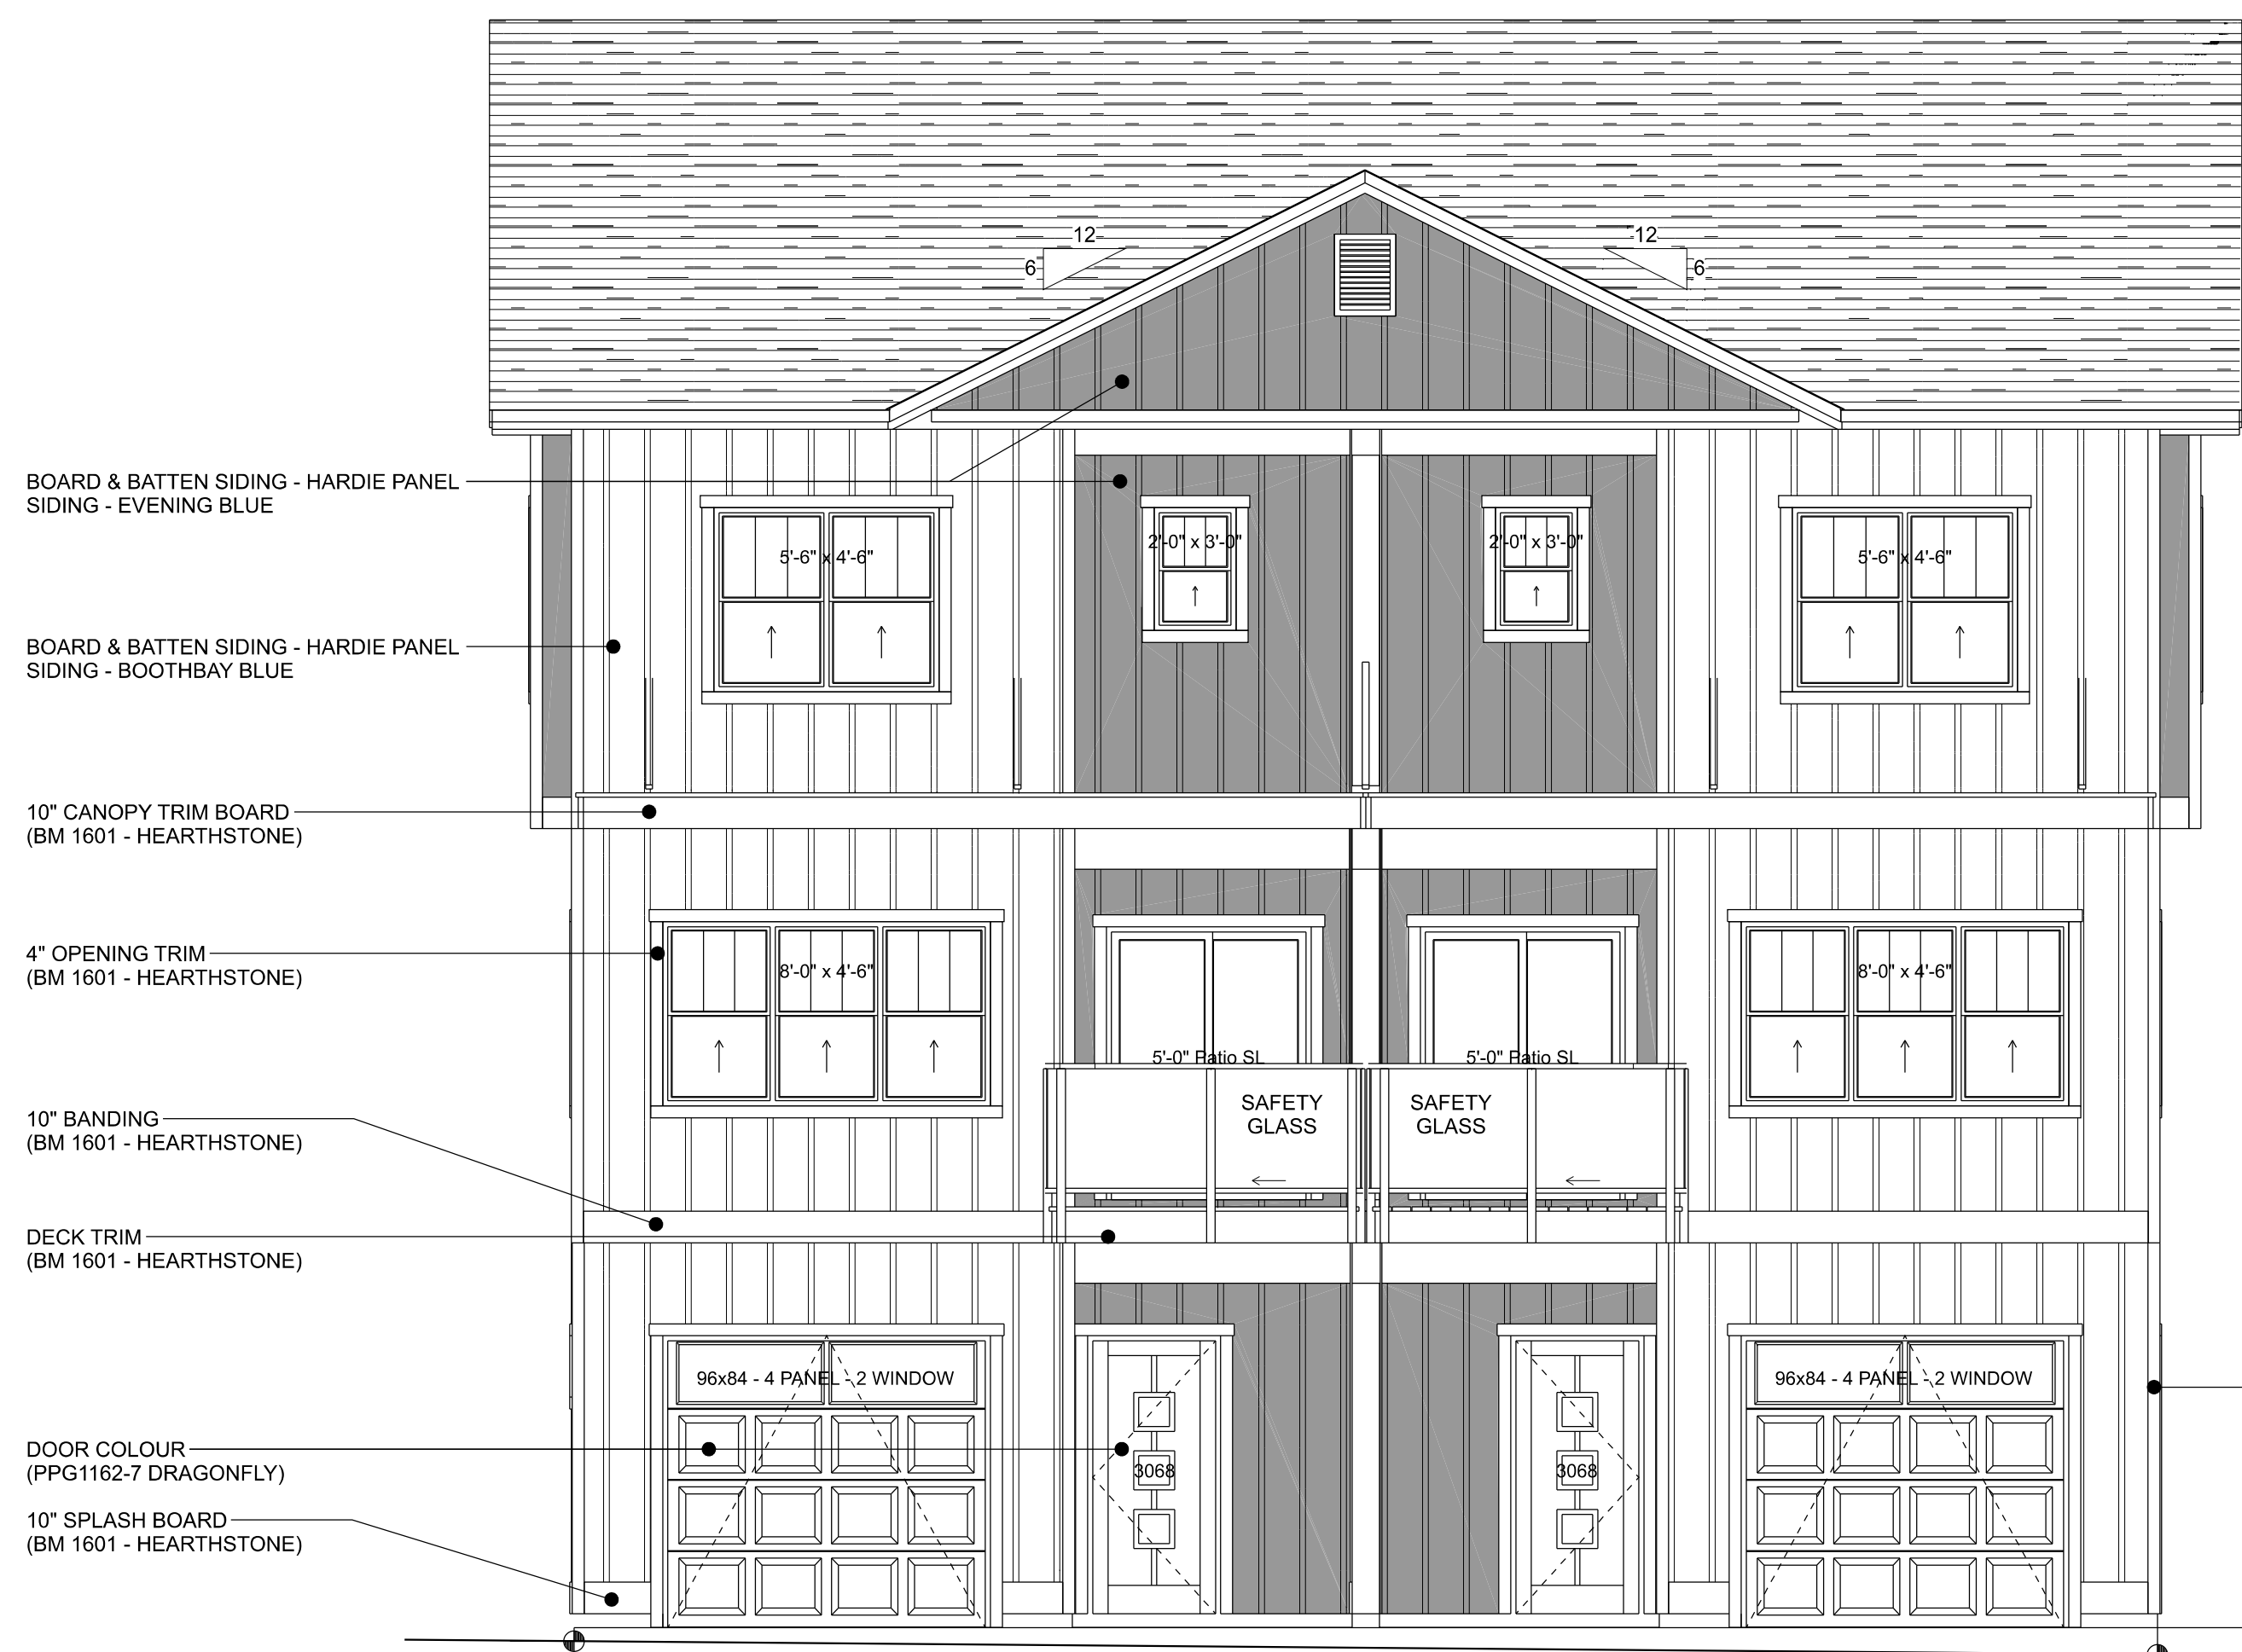 12
12
6
6
BOARD & BATTEN SIDING - HARDIE PANEL
SIDING - EVENING BLUE
2'-0" x 3'-0"
2'-0" x 3'-0"
5'-6" x 4'-6"
5'-6" x 4'-6"
BOARD & BATTEN SIDING - HARDIE PANEL
SIDING - BOOTHBAY BLUE
10" CANOPY TRIM BOARD
(BM 1601 - HEARTHSTONE)
4" OPENING TRIM
(BM 1601 - HEARTHSTONE)
8'-0" x 4'-6"
8'-0" x 4'-6"
5'-0" Patio SL
5'-0" Patio SL
SAFETY
GLASS
SAFETY
GLASS
10" BANDING
(BM 1601 - HEARTHSTONE)
DECK TRIM
(BM 1601 - HEARTHSTONE)
96x84 - 4 PANEL - 2 WINDOW
96x84 - 4 PANEL - 2 WINDOW
DOOR COLOUR
(PPG1162-7 DRAGONFLY)
3068
3068
10" SPLASH BOARD
(BM 1601 - HEARTHSTONE)